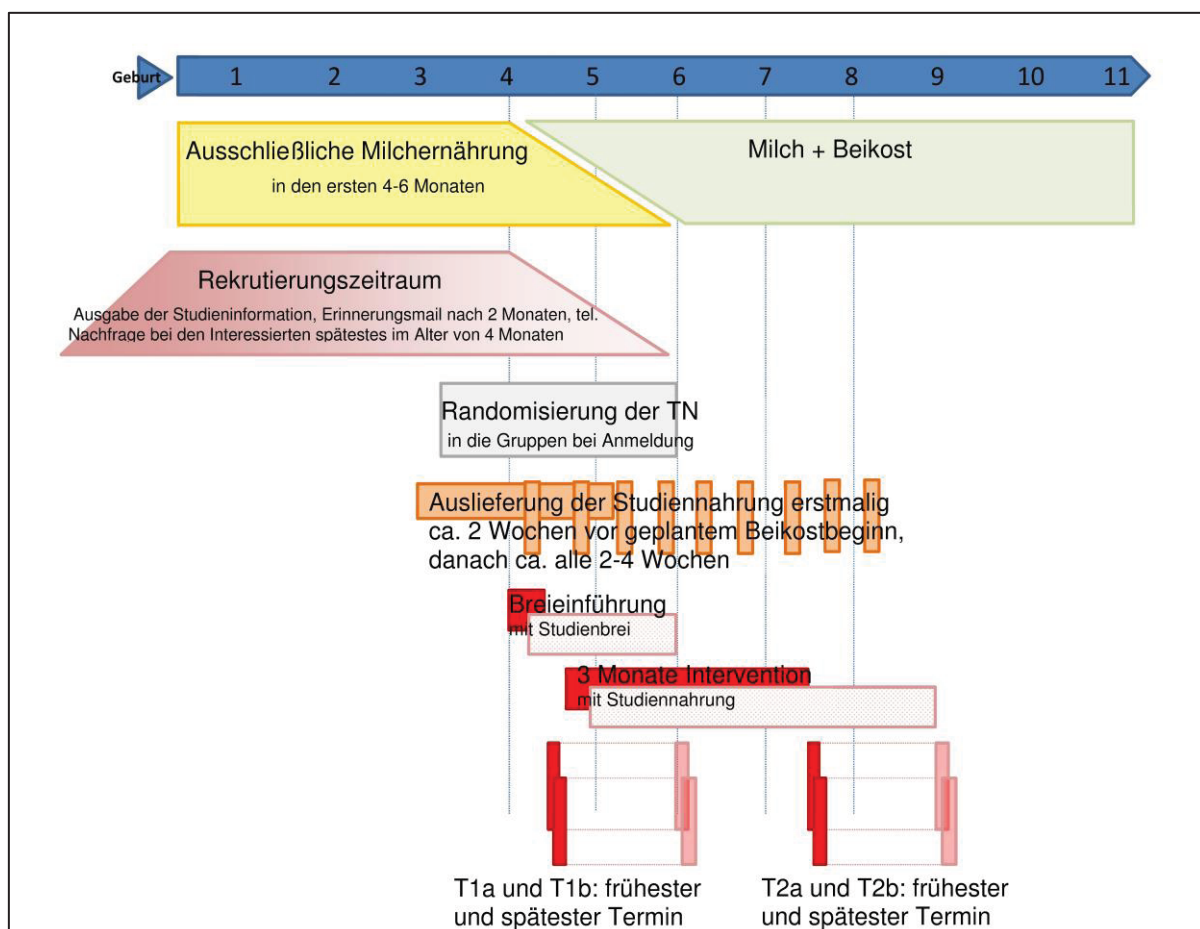 Geburt 1 2 3 4 5 6 7 8 9 10 11
Ausschließliche Milchernährung
in den ersten 4-6 Monaten
Milch + Beikost
Rekrutierungszeitraum
Ausgabe der Studieninformation, Erinnerungsmail nach 2 Monaten, tel.
Nachfrage bei den Interessierten spätestes im Alter von 4 Monaten
Randomisierung der TN
in die Gruppen bei Anmeldung
Auslieferung der Studiennahrung erstmalig
ca. 2 Wochen vor geplantem Beikostbeginn,
danach ca. alle 2-4 Wochen
Breieinführung
mit Studienbrei
3 Monate Intervention
mit Studiennahrung
T1a und T1b: frühester
und spätester Termin
T2a und T2b: frühester
und spätester Termin